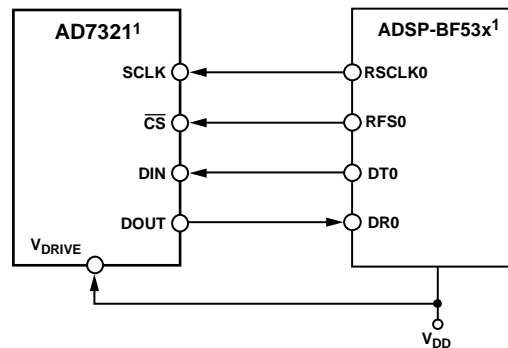 AD7321¹
ADSP-BF53x¹
SCLK
RSCLK0
CS
RFS0
DIN
DT0
DOUT
DR0
VDRIVE
VDD